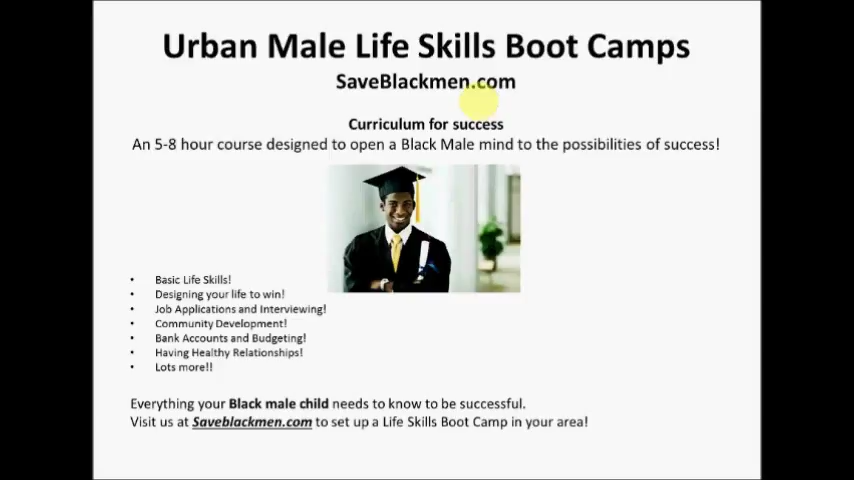 Urban Male Life Skills Boot Camps
SaveBlackmen.com
Curriculum for success
An 5-8 hour course designed to open a Black Male mind to the possibilities of success!
• Basic Life Skills!
• Designing your life to win!
• Job Applications and Interviewing!
• Community Development!
• Bank Accounts and Budgeting!
• Having Healthy Relationships!
• Lots more!!
Everything your Black male child needs to know to be successful.
Visit us at Saveblackmen.com to set up a Life Skills Boot Camp in your area!